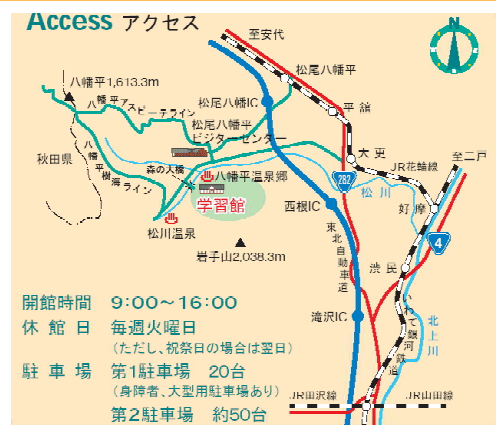 Access アクセス
至安代
N
松尾八幡平
八幡平1,613.3m
八幡平アスピーテライン
松尾八幡IC
平舘
松尾八幡平
ビジターセンター
大更
秋田県
八幡平樹海ライン
森の大橋
八幡平温泉郷
JR花輪線
至二戸
282
松川
学習館
西根IC
好摩
松川温泉
4
岩手山2,038.3m
東北自動車道
渋民
開館時間 9:00〜16:00
いわて銀河鉄道
滝沢IC
北上川
休館日 毎週火曜日
(ただし、祝祭日の場合は翌日)
駐車場 第1駐車場 20台
(身障者、大型用駐車場あり)
JR田沢線
JR山田線
第2駐車場 約50台